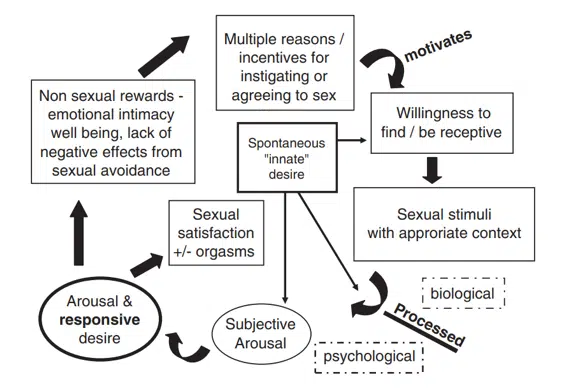 Multiple reasons /
incentives for
instigating or
agreeing to sex
motivates
Non sexual rewards -
emotional intimacy
well being, lack of
negative effects from
sexual avoidance
Willingness to
find / be receptive
Spontaneous
"innate"
desire
Sexual stimuli
with approriate context
Sexual
satisfaction
+/- orgasms
biological
Processed
Arousal &
responsive
desire
Subjective
Arousal
psychological